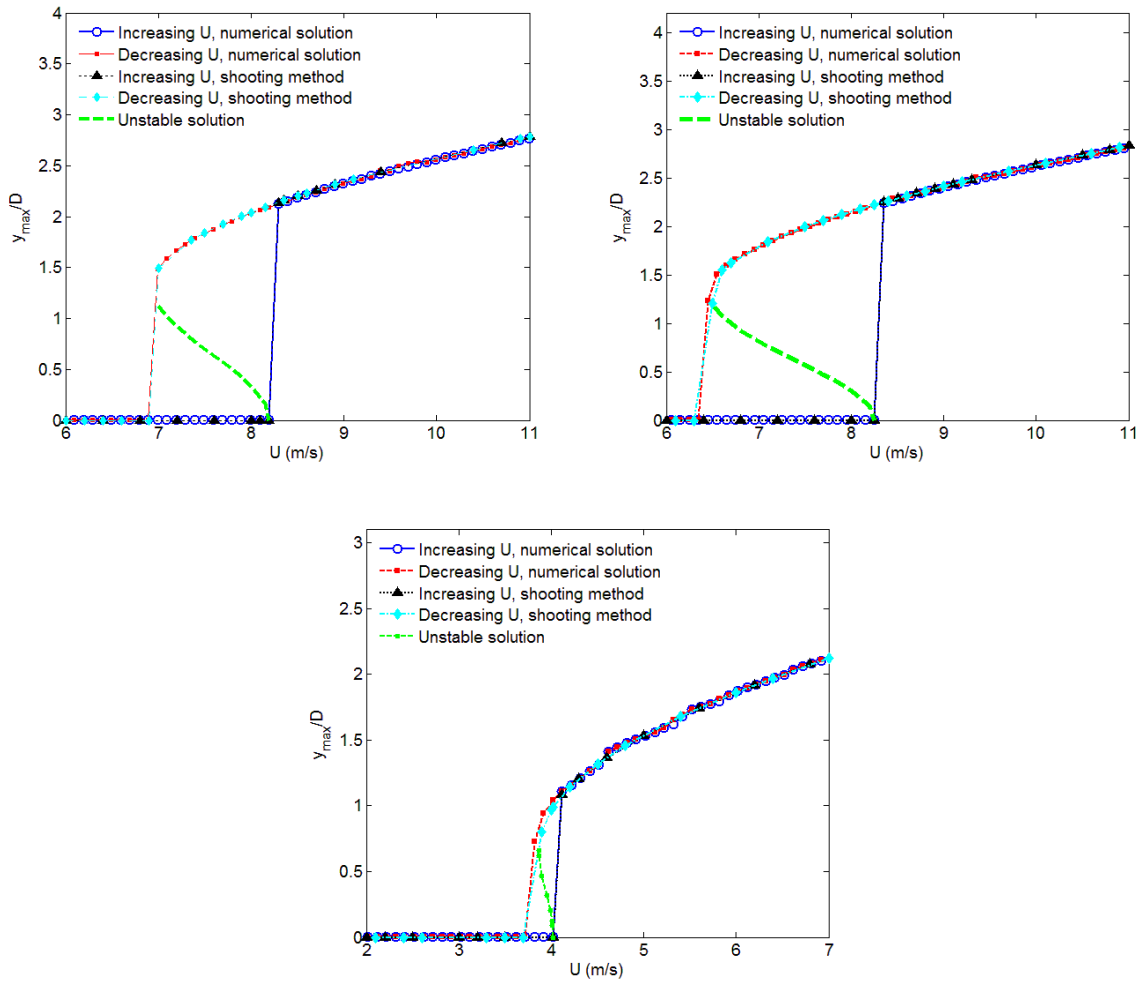 4
3.5
3
2.5
2
1.5
1
0.5
0
y_max/D
Increasing U, numerical solution
Decreasing U, numerical solution
Increasing U, shooting method
Decreasing U, shooting method
Unstable solution
6 7 8 9 10 11
U (m/s)
4
3.5
3
2.5
2
1.5
1
0.5
0
y_max/D
Increasing U, numerical solution
Decreasing U, numerical solution
Increasing U, shooting method
Decreasing U, shooting method
Unstable solution
6 7 8 9 10 11
U (m/s)
3
2.5
2
1.5
1
0.5
0
y_max/D
Increasing U, numerical solution
Decreasing U, numerical solution
Increasing U, shooting method
Decreasing U, shooting method
Unstable solution
2 3 4 5 6 7
U (m/s)